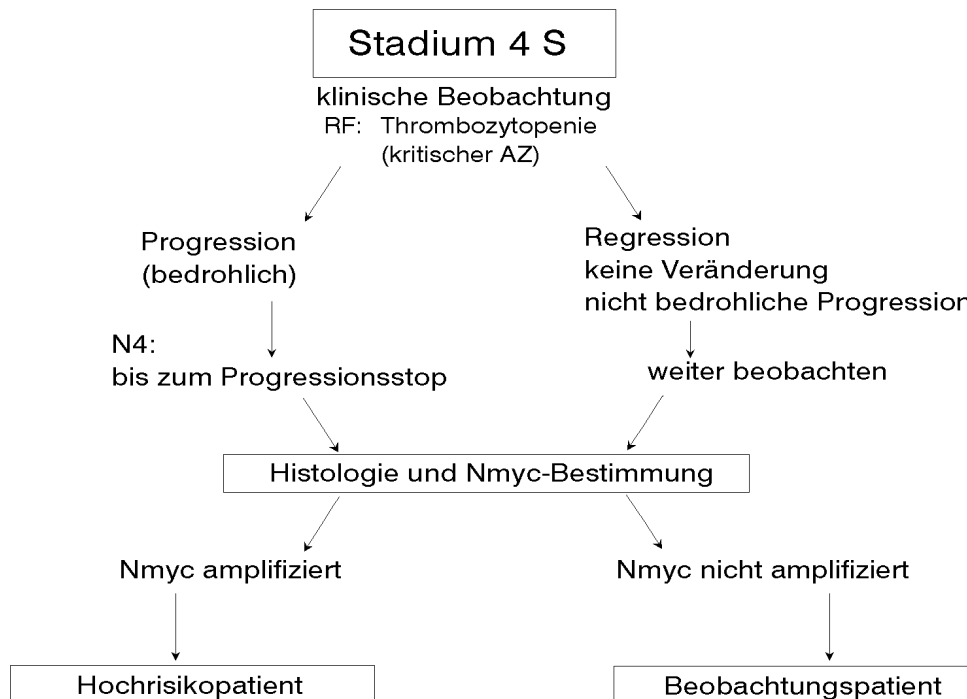 Stadium 4 S
klinische Beobachtung
RF: Thrombozytopenie
(kritischer AZ)
Progression
(bedrohlich)
Regression
keine Veränderung
nicht bedrohliche Progression
N4:
bis zum Progressionsstop
weiter beobachten
Histologie und Nmyc-Bestimmung
Nmyc amplifiziert
Nmyc nicht amplifiziert
Hochrisikopatient
Beobachtungspatient